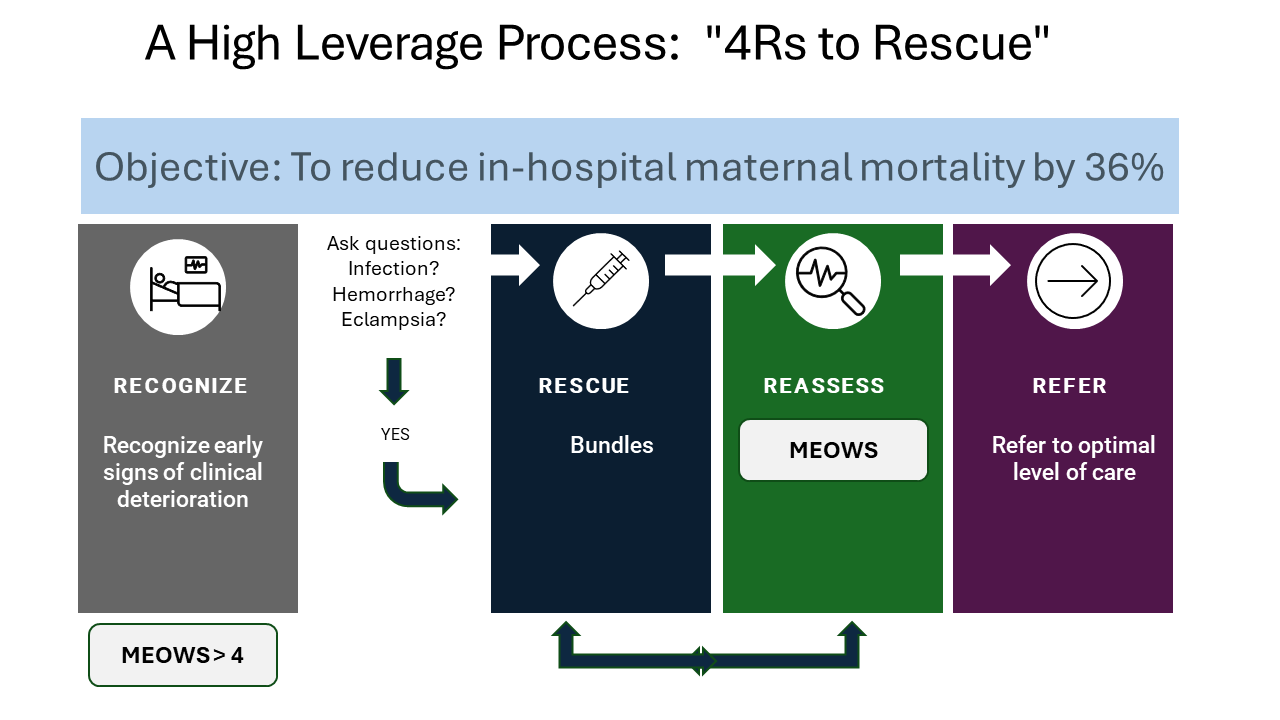 A High Leverage Process:  "4Rs to Rescue"
Objective: To reduce in-hospital maternal mortality by 36%
RECOGNIZE
Recognize early
signs of clinical
deterioration
MEOWS> 4
Ask questions:
Infection?
Hemorrhage?
Eclampsia?
YES
RESCUE
Bundles
REASSESS
MEOWS
REFER
Refer to optimal
level of care